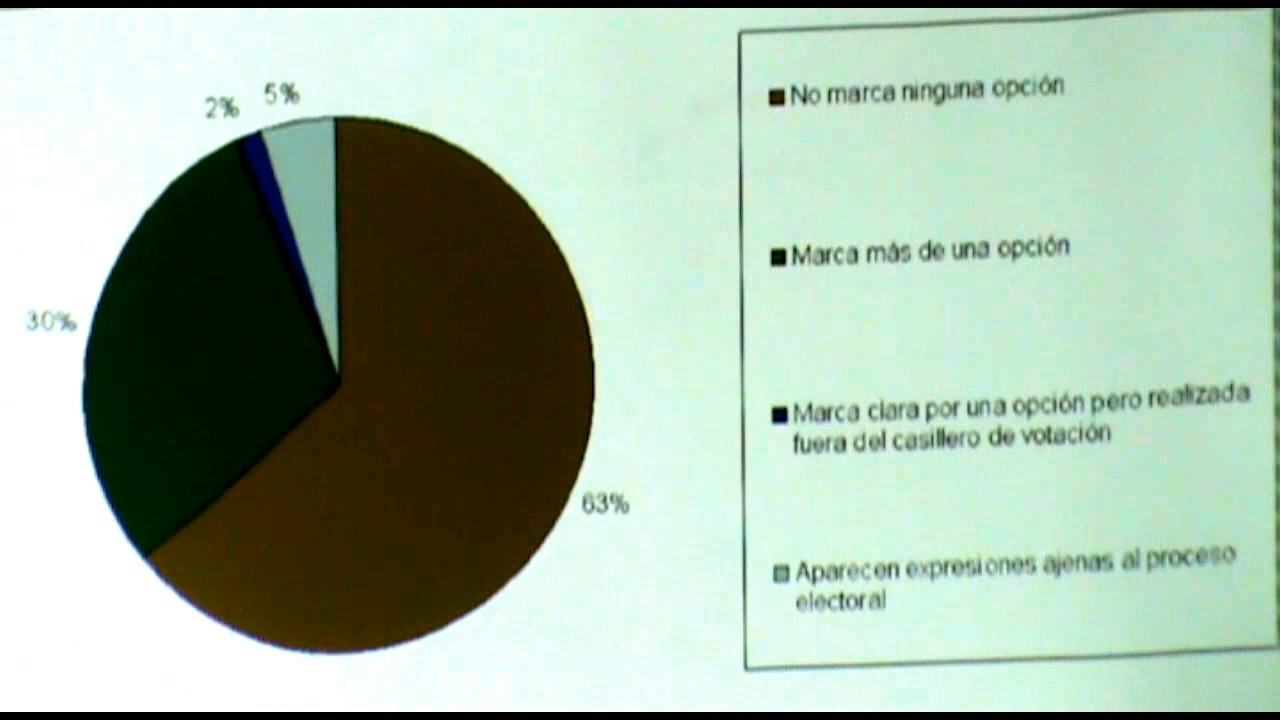 2%
5%
30%
63%
No marca ninguna opción
Marca más de una opción
Marca clara por una opción pero realizada
fuera del casillero de votación
Aparecen expresiones ajenas al proceso
electoral